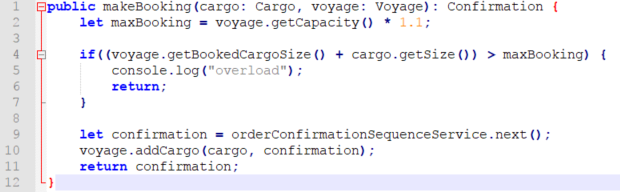 1 public makeBooking(cargo: Cargo, voyage: Voyage): Confirmation {
2 let maxBooking = voyage.getCapacity() * 1.1;
3
4 if((voyage.getBookedCargoSize() + cargo.getSize()) > maxBooking) {
5 console.log("overload");
6 return;
7 }
8
9 let confirmation = orderConfirmationSequenceService.next();
10 voyage.addCargo(cargo, confirmation);
11 return confirmation;
12 }